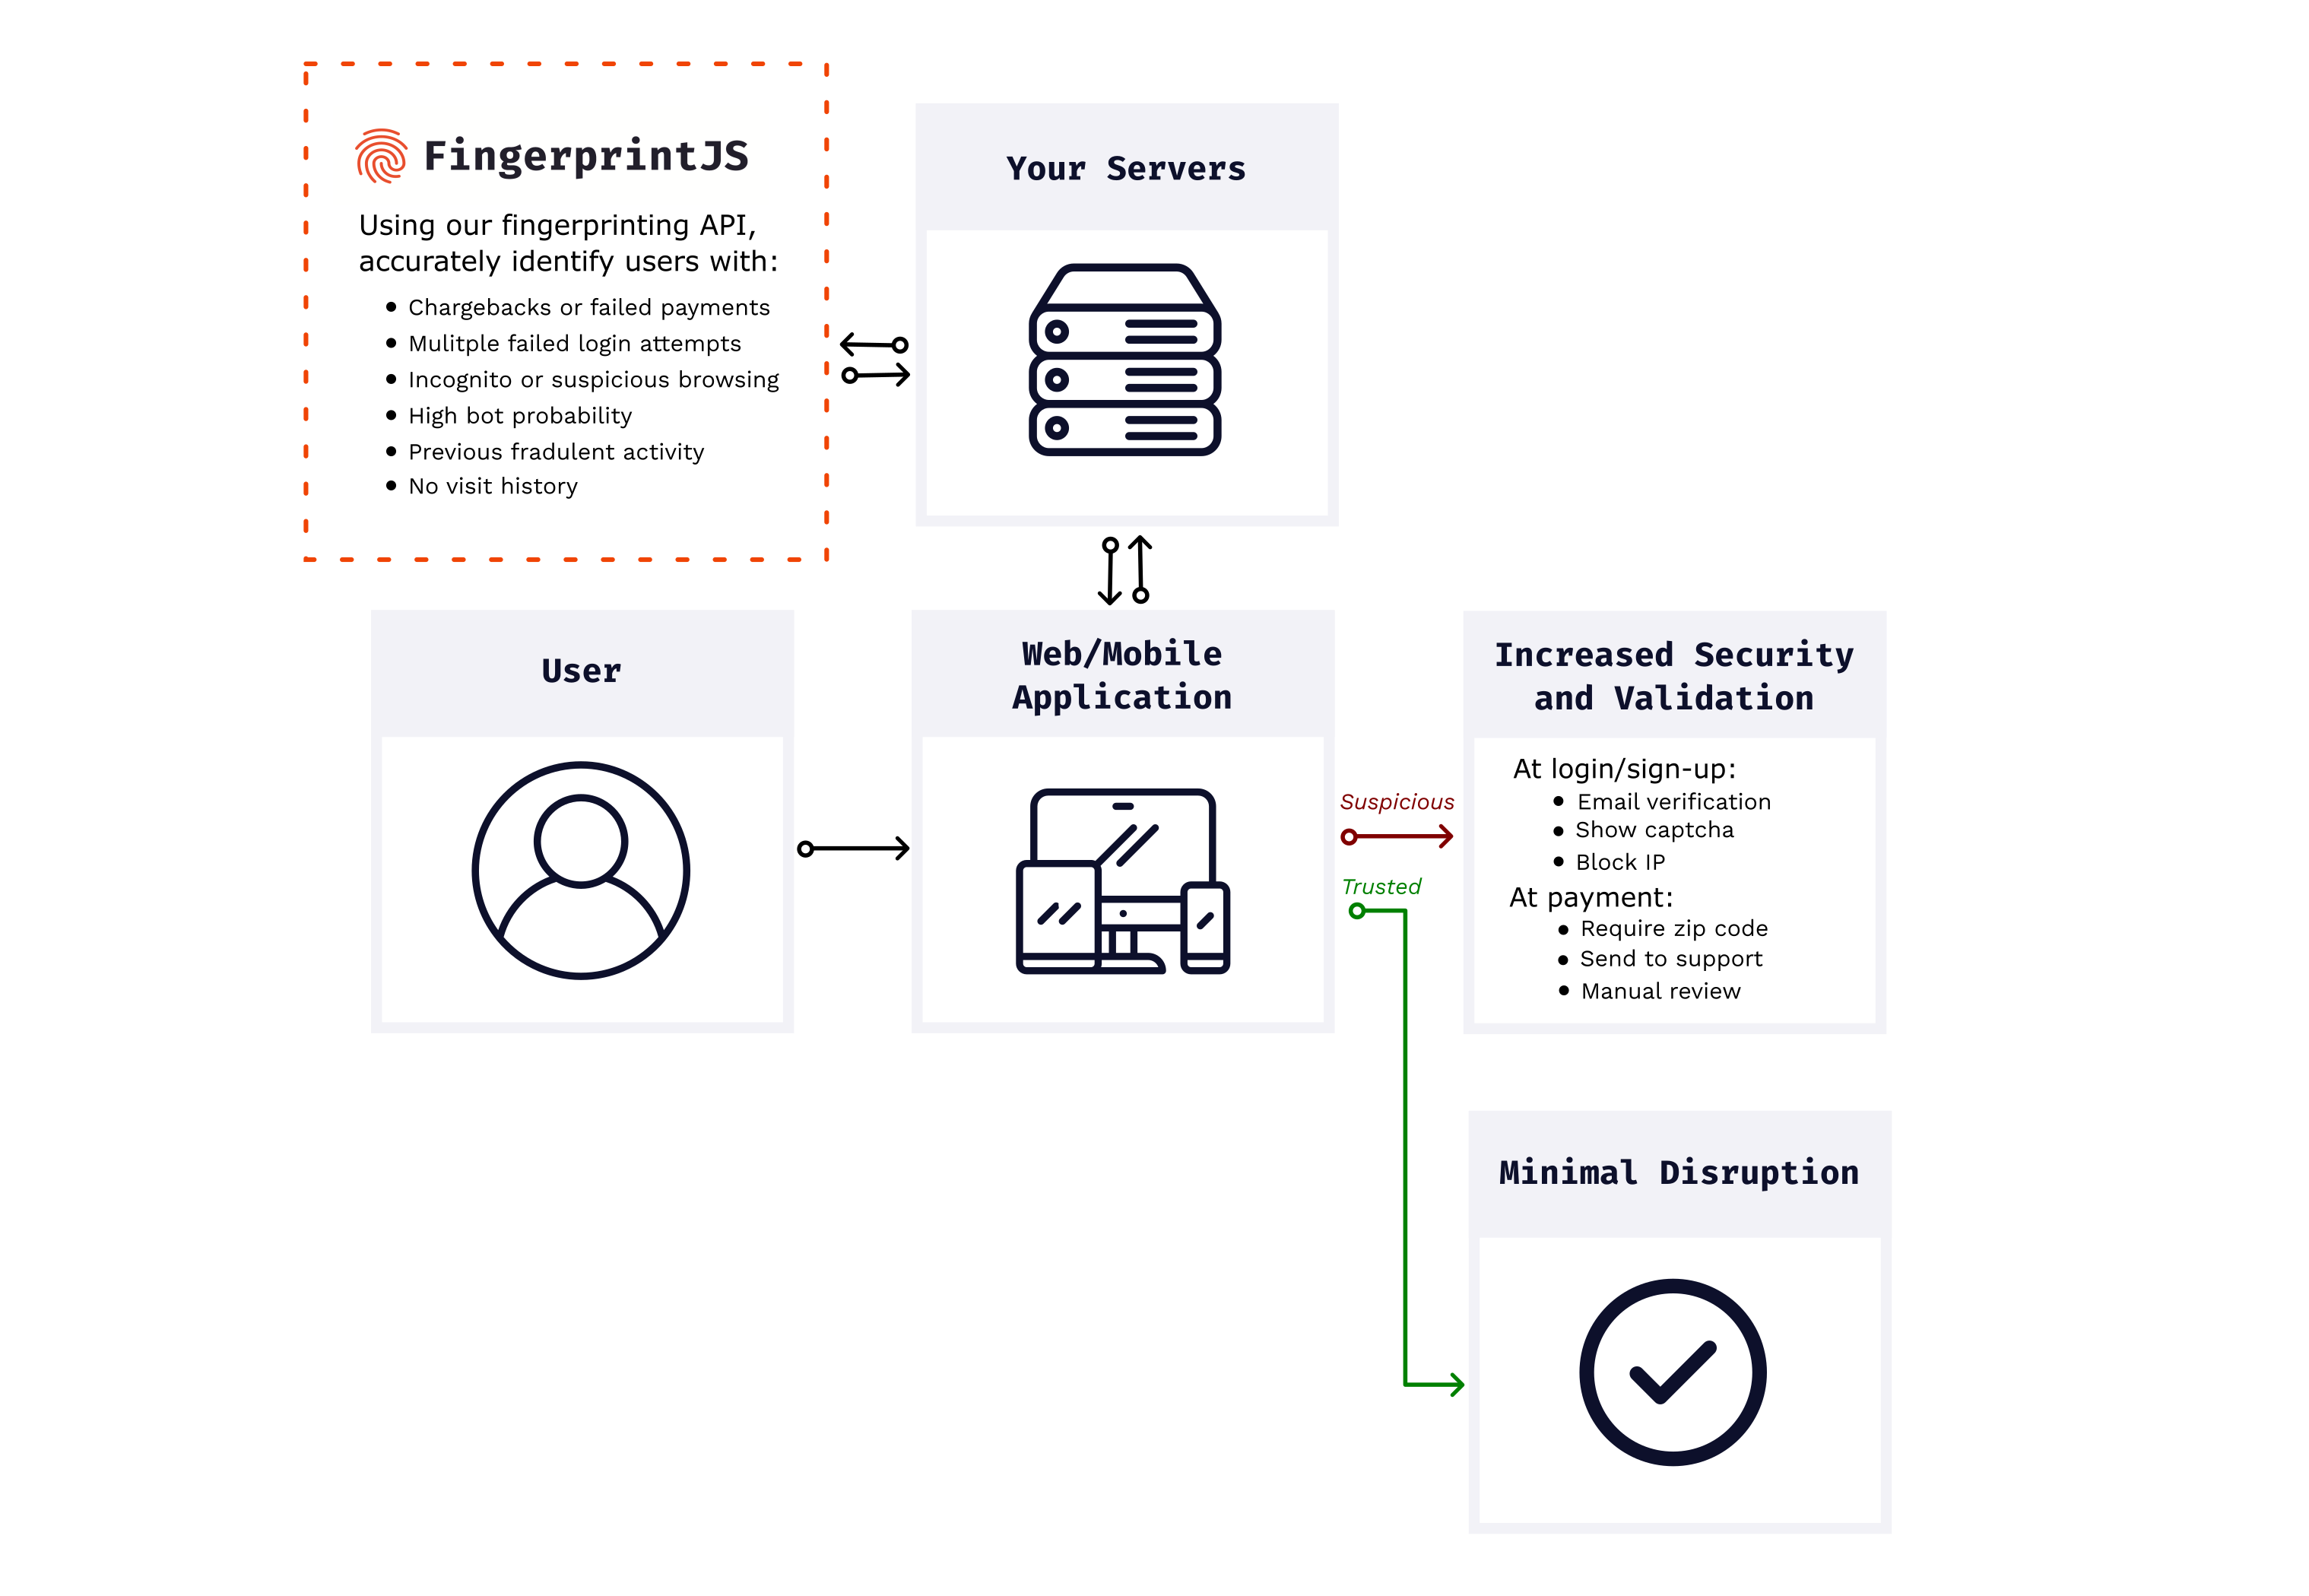 FingerprintJS
Using our fingerprinting API,
accurately identify users with:
Chargebacks or failed payments
Mulitple failed login attempts
Incognito or suspicious browsing
High bot probability
Previous fradulent activity
No visit history
Your Servers
User
Web/Mobile
Application
Suspicious
Trusted
Increased Security
and Validation
At login/sign-up:
Email verification
Show captcha
Block IP
At payment:
Require zip code
Send to support
Manual review
Minimal Disruption